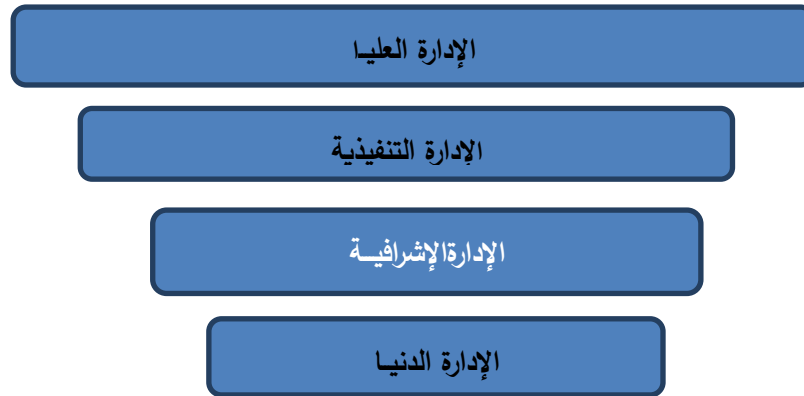 الإدارة العليـا
الإدارة التنفيذية
الإدارةالإشرافيــة
الإدارة الدنيـا